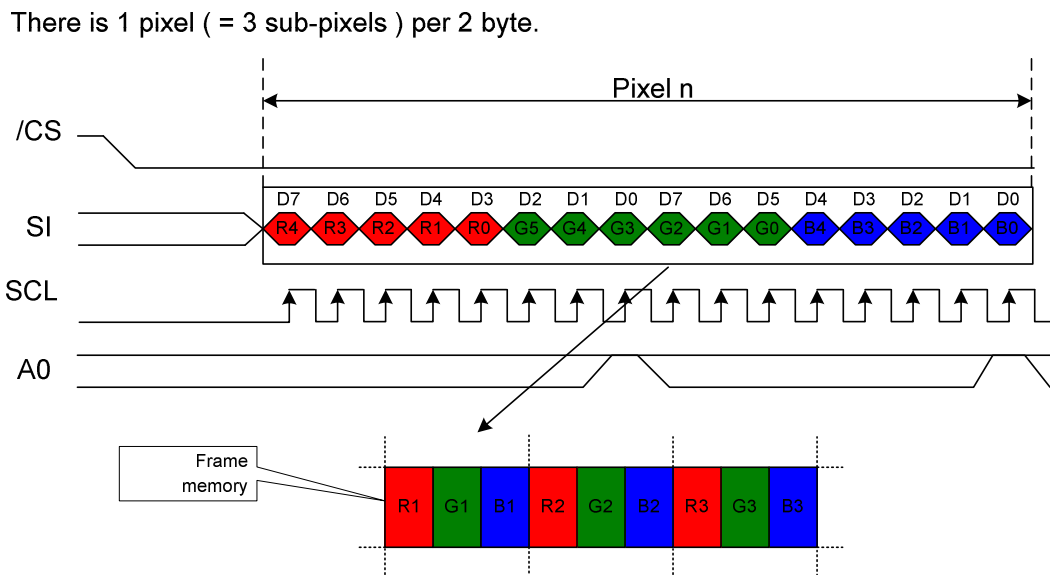 There is 1 pixel ( = 3 sub-pixels ) per 2 byte.
Pixel n
/CS
D7 D6 D5 D4 D3 D2 D1 D0 D7 D6 D5 D4 D3 D2 D1 D0
SI
R4 R3 R2 R1 R0 G5 G4 G3 G2 G1 G0 B4 B3 B2 B1 B0
SCL
A0
Frame
memory
R1 G1 B1 R2 G2 B2 R3 G3 B3